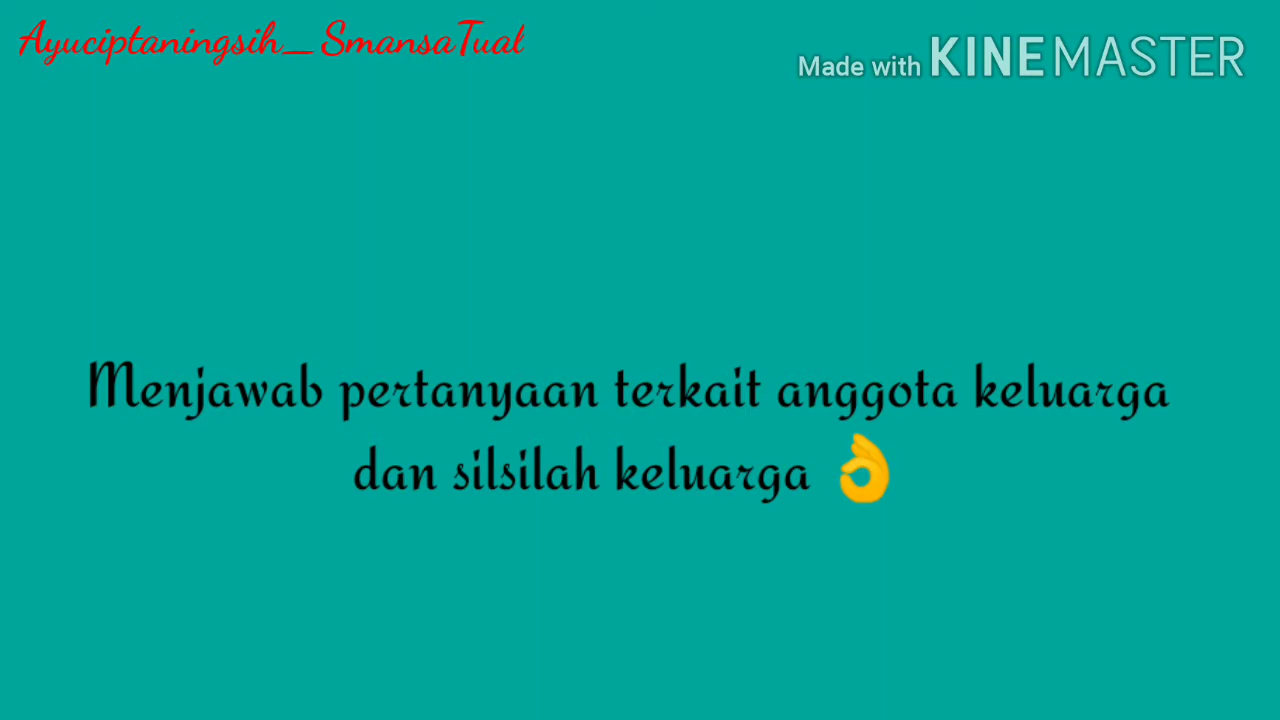 Ayuciptaningsih_SmansaTual
Made with KINEMASTER
Menjawab pertanyaan terkait anggota keluarga
dan silsilah keluarga 👌